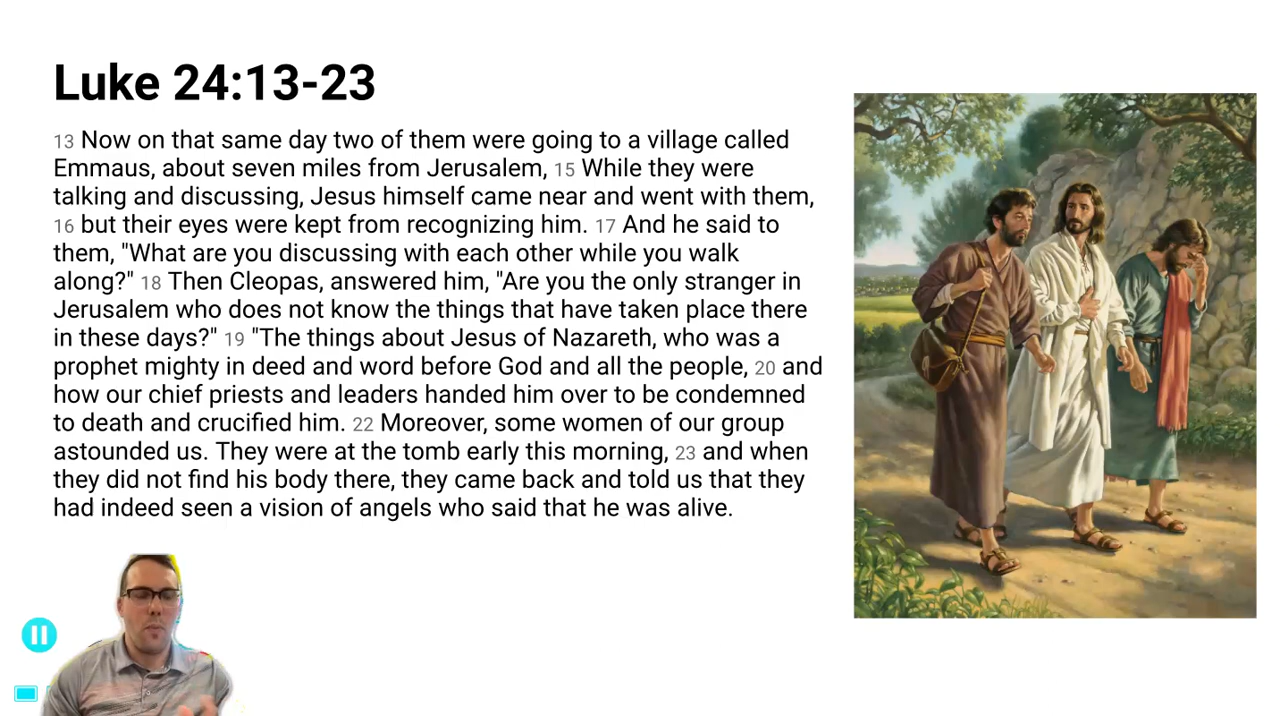 Luke 24:13-23
13 Now on that same day two of them were going to a village called
Emmaus, about seven miles from Jerusalem, 15 While they were
talking and discussing, Jesus himself came near and went with them,
16 but their eyes were kept from recognizing him. 17 And he said to
them, "What are you discussing with each other while you walk
along?" 18 Then Cleopas, answered him, "Are you the only stranger in
Jerusalem who does not know the things that have taken place there
in these days?" 19 "The things about Jesus of Nazareth, who was a
prophet mighty in deed and word before God and all the people, 20 and
how our chief priests and leaders handed him over to be condemned
to death and crucified him. 22 Moreover, some women of our group
astounded us. They were at the tomb early this morning, 23 and when
they did not find his body there, they came back and told us that they
had indeed seen a vision of angels who said that he was alive.